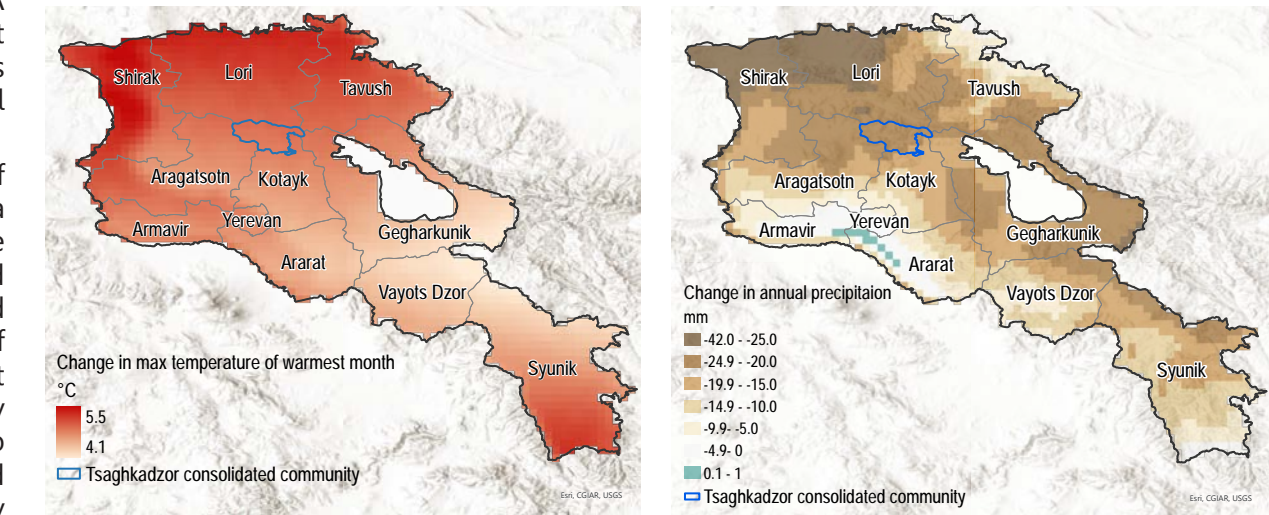 Shirak
Lori
Tavush
Aragatsotn
Kotayk
Armavir
Yerevan
Gegharkunik
Ararat
Vayots Dzor
Syunik
Change in max temperature of warmest month
°C
5.5
4.1
Tsaghkadzor consolidated community
Esri, CGIAR, USGS
Shirak
Lori
Tavush
Aragatsotn
Kotayk
Armavir
Yerevan
Gegharkunik
Ararat
Vayots Dzor
Syunik
Change in annual precipitaion
mm
-42.0 - -25.0
-24.9 - -20.0
-19.9 - -15.0
-14.9 - -10.0
-9.9- -5.0
-4.9- 0
0.1 - 1
Tsaghkadzor consolidated community
Esri, CGIAR, USGS